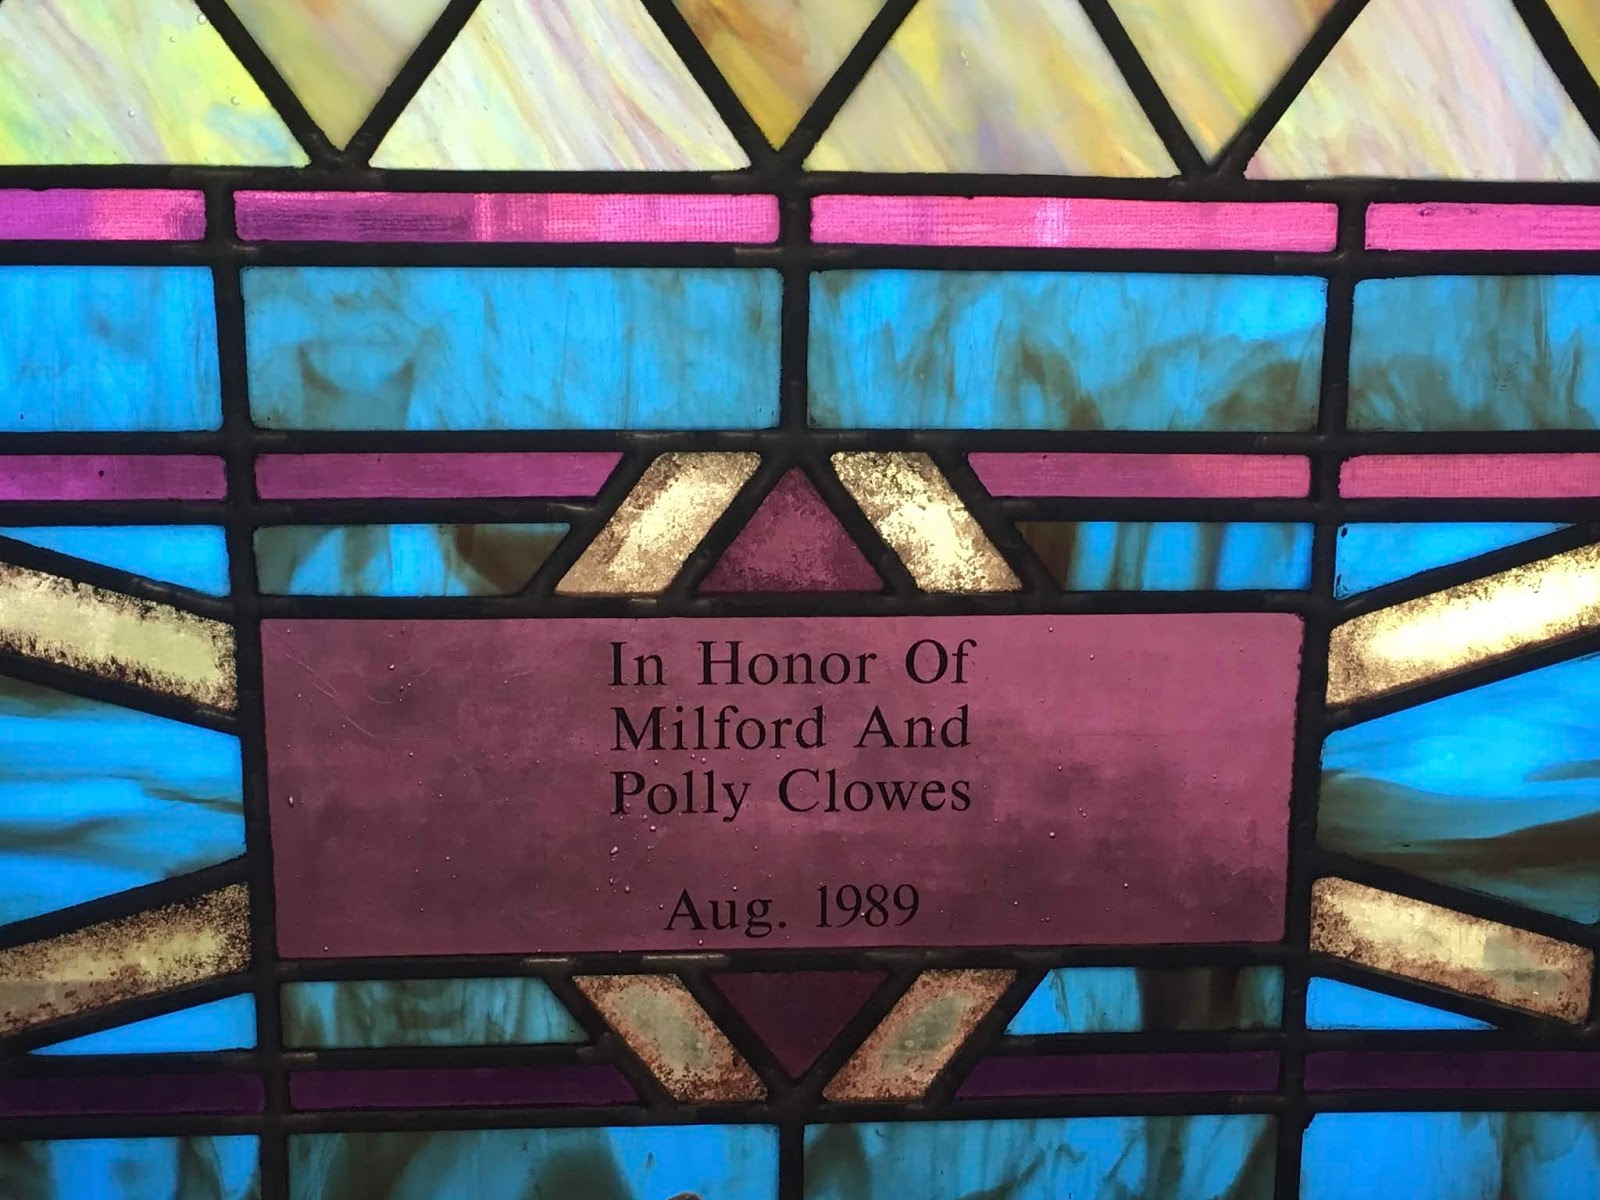 In Honor Of
Milford And
Polly Clowes
Aug. 1989